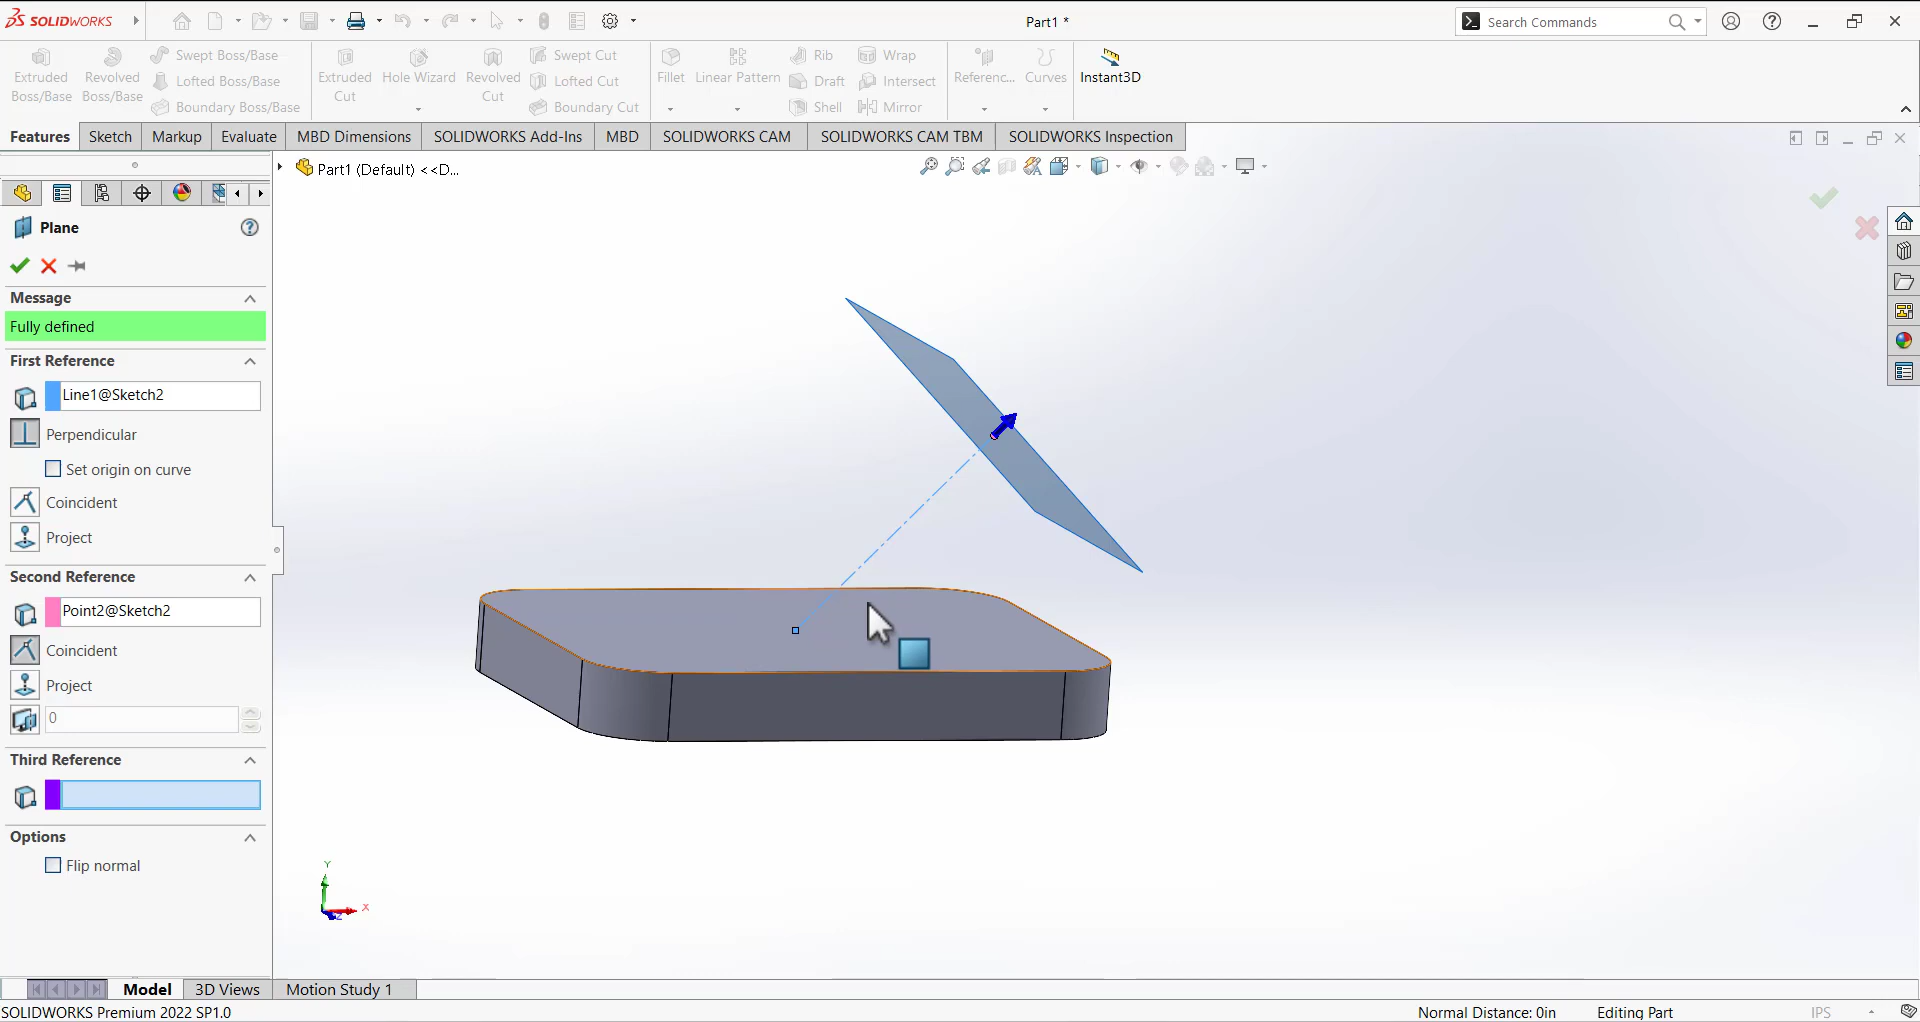 SOLIDWORKS
Part1 *
Search Commands
Extruded Boss/Base
Revolved Boss/Base
Swept Boss/Base
Lofted Boss/Base
Boundary Boss/Base
Extruded Cut
Hole Wizard
Revolved Cut
Swept Cut
Lofted Cut
Boundary Cut
Fillet
Linear Pattern
Rib
Draft
Shell
Wrap
Intersect
Mirror
Referenc...
Curves
Instant3D
Features
Sketch
Markup
Evaluate
MBD Dimensions
SOLIDWORKS Add-Ins
MBD
SOLIDWORKS CAM
SOLIDWORKS CAM TBM
SOLIDWORKS Inspection
Part1 (Default) <<D...
Plane
Message
Fully defined
First Reference
Line1@Sketch2
Perpendicular
Set origin on curve
Coincident
Project
Second Reference
Point2@Sketch2
Coincident
Project
0
Third Reference
Options
Flip normal
Y
X
Z
Model
3D Views
Motion Study 1
SOLIDWORKS Premium 2022 SP1.0
Normal Distance: 0in
Editing Part
IPS